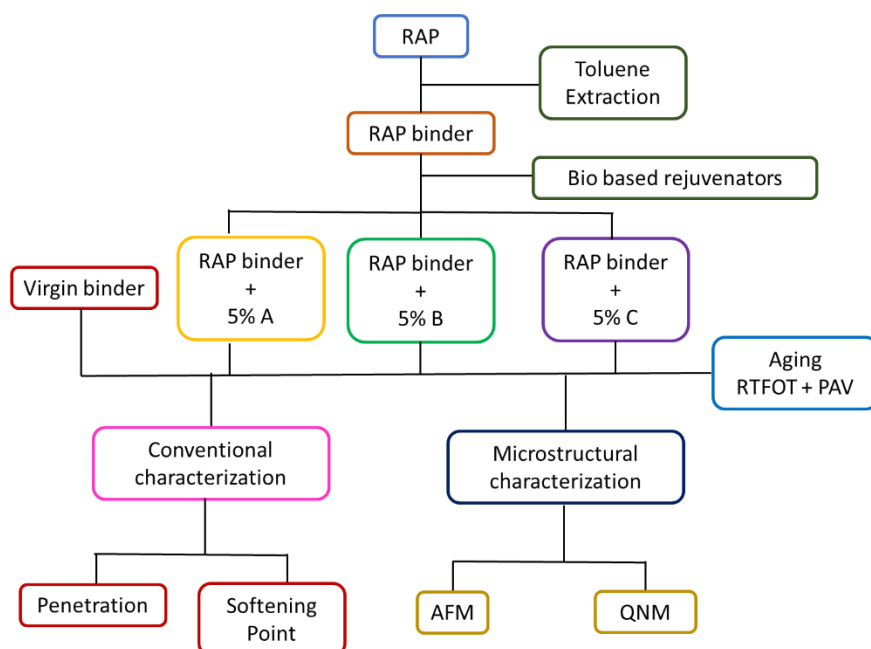 RAP
Toluene
Extraction
RAP binder
Bio based rejuvenators
RAP binder
+
5% A
RAP binder
+
5% B
RAP binder
+
5% C
Virgin binder
Aging
RTFOT + PAV
Conventional
characterization
Microstructural
characterization
Penetration
Softening
Point
AFM
QNM